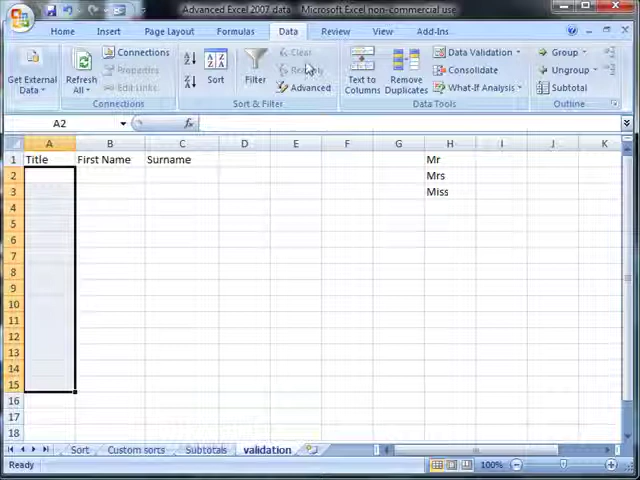 Advanced Excel 2007 data - Microsoft Excel non-commercial use
Home Insert Page Layout Formulas Data Review View Add-Ins
Get External Data
Refresh All
Connections
Properties
Edit Links
Connections
Sort
Filter
Clear
Reapply
Advanced
Sort & Filter
Text to Columns
Remove Duplicates
Data Validation
Consolidate
What-If Analysis
Data Tools
Group
Ungroup
Subtotal
Outline
A2 fx
A B C D E F G H I J K
1 Title First Name Surname Mr
2 Mrs
3 Miss
4
5
6
7
8
9
10
11
12
13
14
15
16
17
18
Sort Custom sorts Subtotals validation
Ready 100%